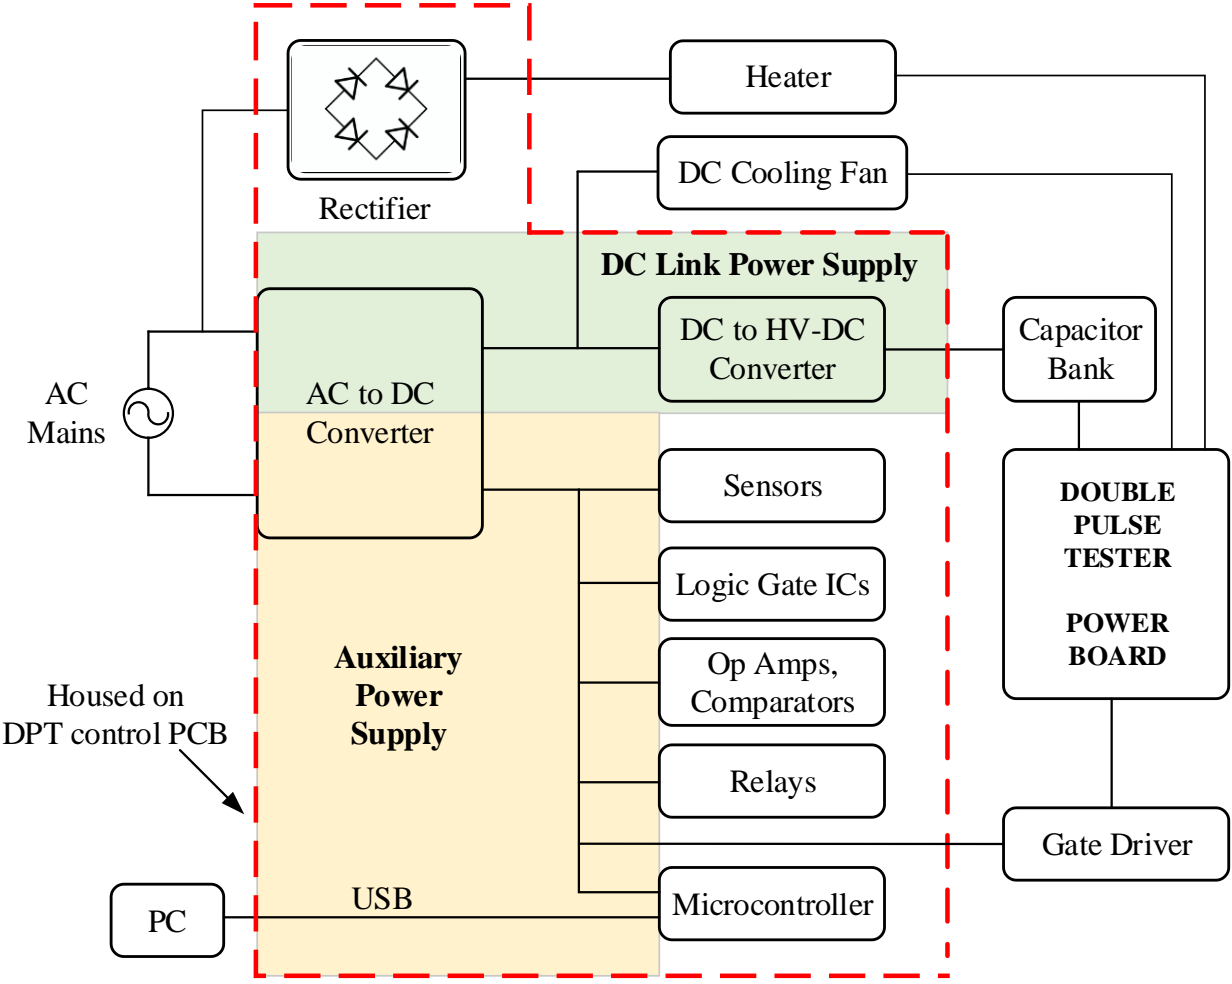 Heater
DC Cooling Fan
Rectifier
DC Link Power Supply
DC to HV-DC
Converter
Capacitor
Bank
AC to DC
Converter
AC
Mains
Sensors
DOUBLE
PULSE
TESTER
POWER
BOARD
Logic Gate ICs
Op Amps,
Comparators
Auxiliary
Power
Supply
Housed on
DPT control PCB
Relays
Gate Driver
USB
PC
Microcontroller